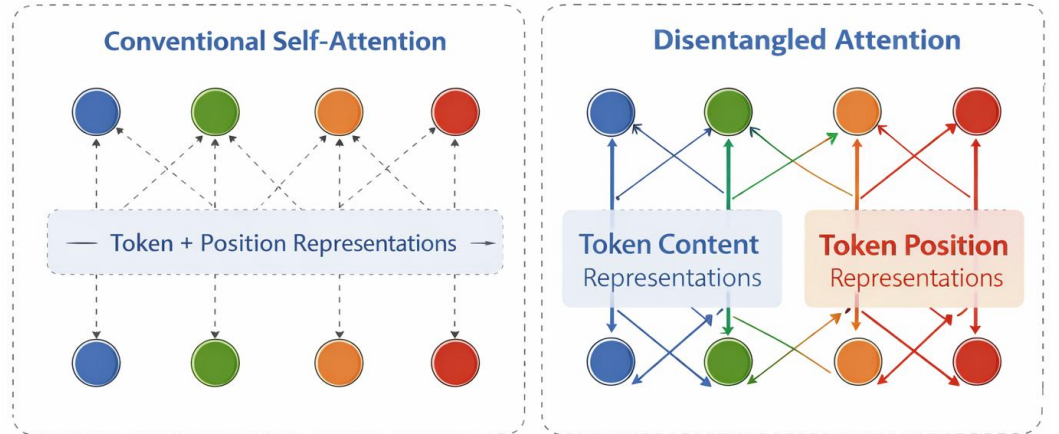 Conventional Self-Attention
Token + Position Representations
Disentangled Attention
Token Content
Representations
Token Position
Representations